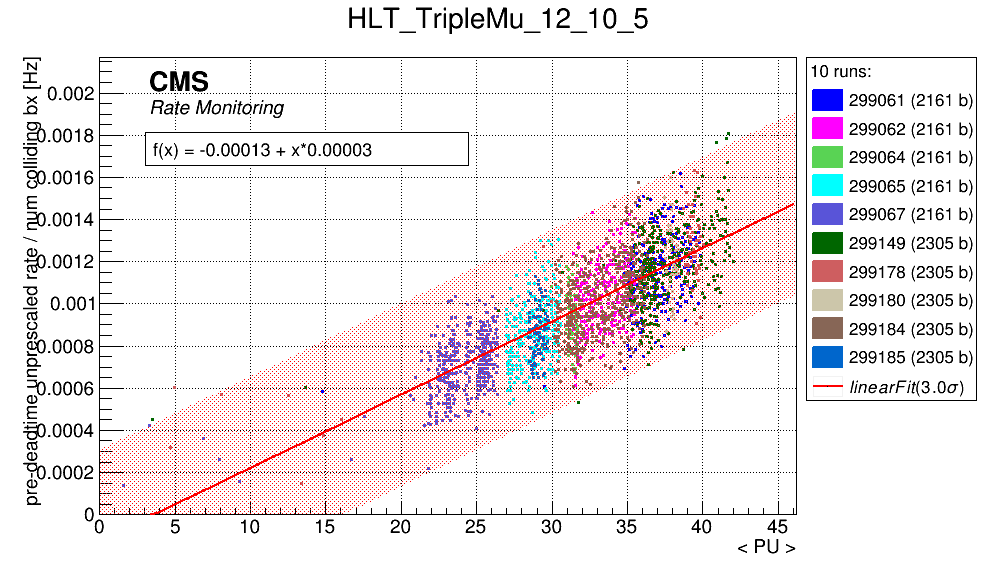 HLT_TripleMu_12_10_5
pre-deadtime unprescaled rate / num colliding bx [Hz]
CMS
Rate Monitoring
f(x) = -0.00013 + x*0.00003
0.002
0.0018
0.0016
0.0014
0.0012
0.001
0.0008
0.0006
0.0004
0.0002
0
0 5 10 15 20 25 30 35 40 45
< PU >
10 runs:
299061 (2161 b)
299062 (2161 b)
299064 (2161 b)
299065 (2161 b)
299067 (2161 b)
299149 (2305 b)
299178 (2305 b)
299180 (2305 b)
299184 (2305 b)
299185 (2305 b)
linearFit(3.0σ)